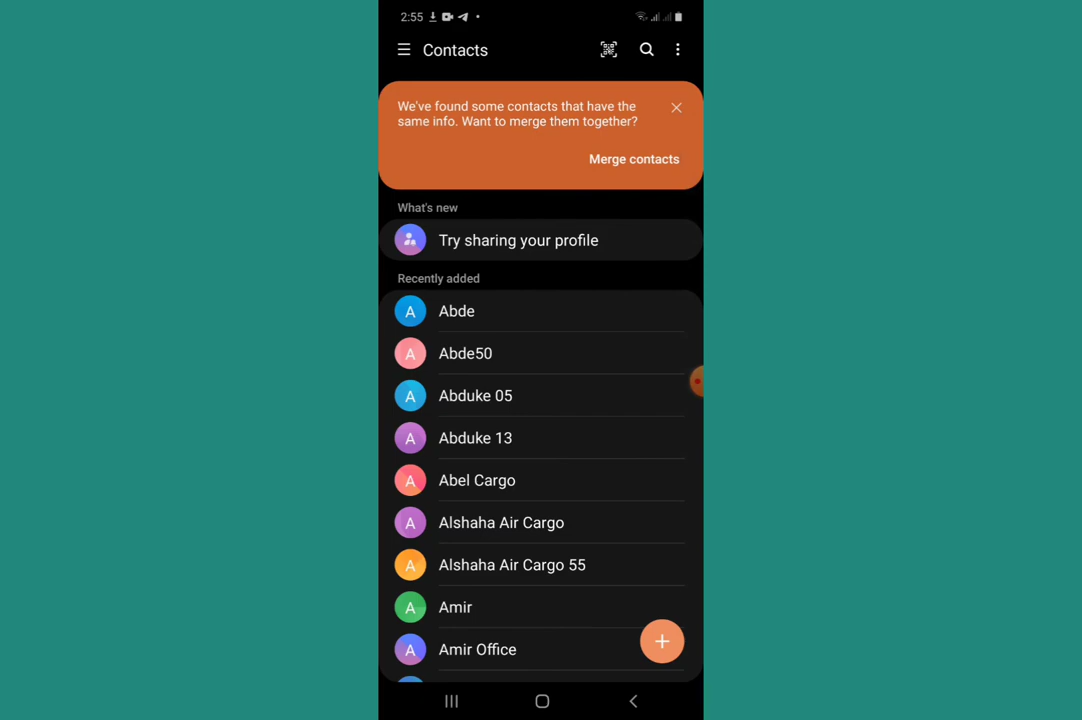 2:55
Contacts
We've found some contacts that have the
same info. Want to merge them together?
Merge contacts
What's new
Try sharing your profile
Recently added
A Abde
A Abde50
A Abduke 05
A Abduke 13
A Abel Cargo
A Alshaha Air Cargo
A Alshaha Air Cargo 55
A Amir
A Amir Office